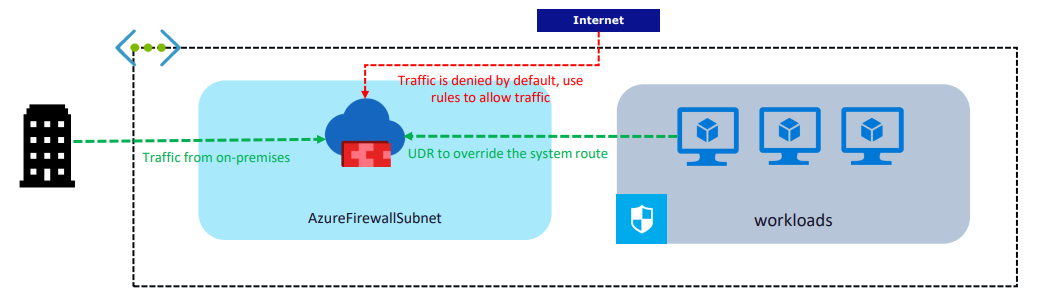 Internet
Traffic is denied by default, use
rules to allow traffic
Traffic from on-premises
UDR to override the system route
AzureFirewallSubnet
workloads